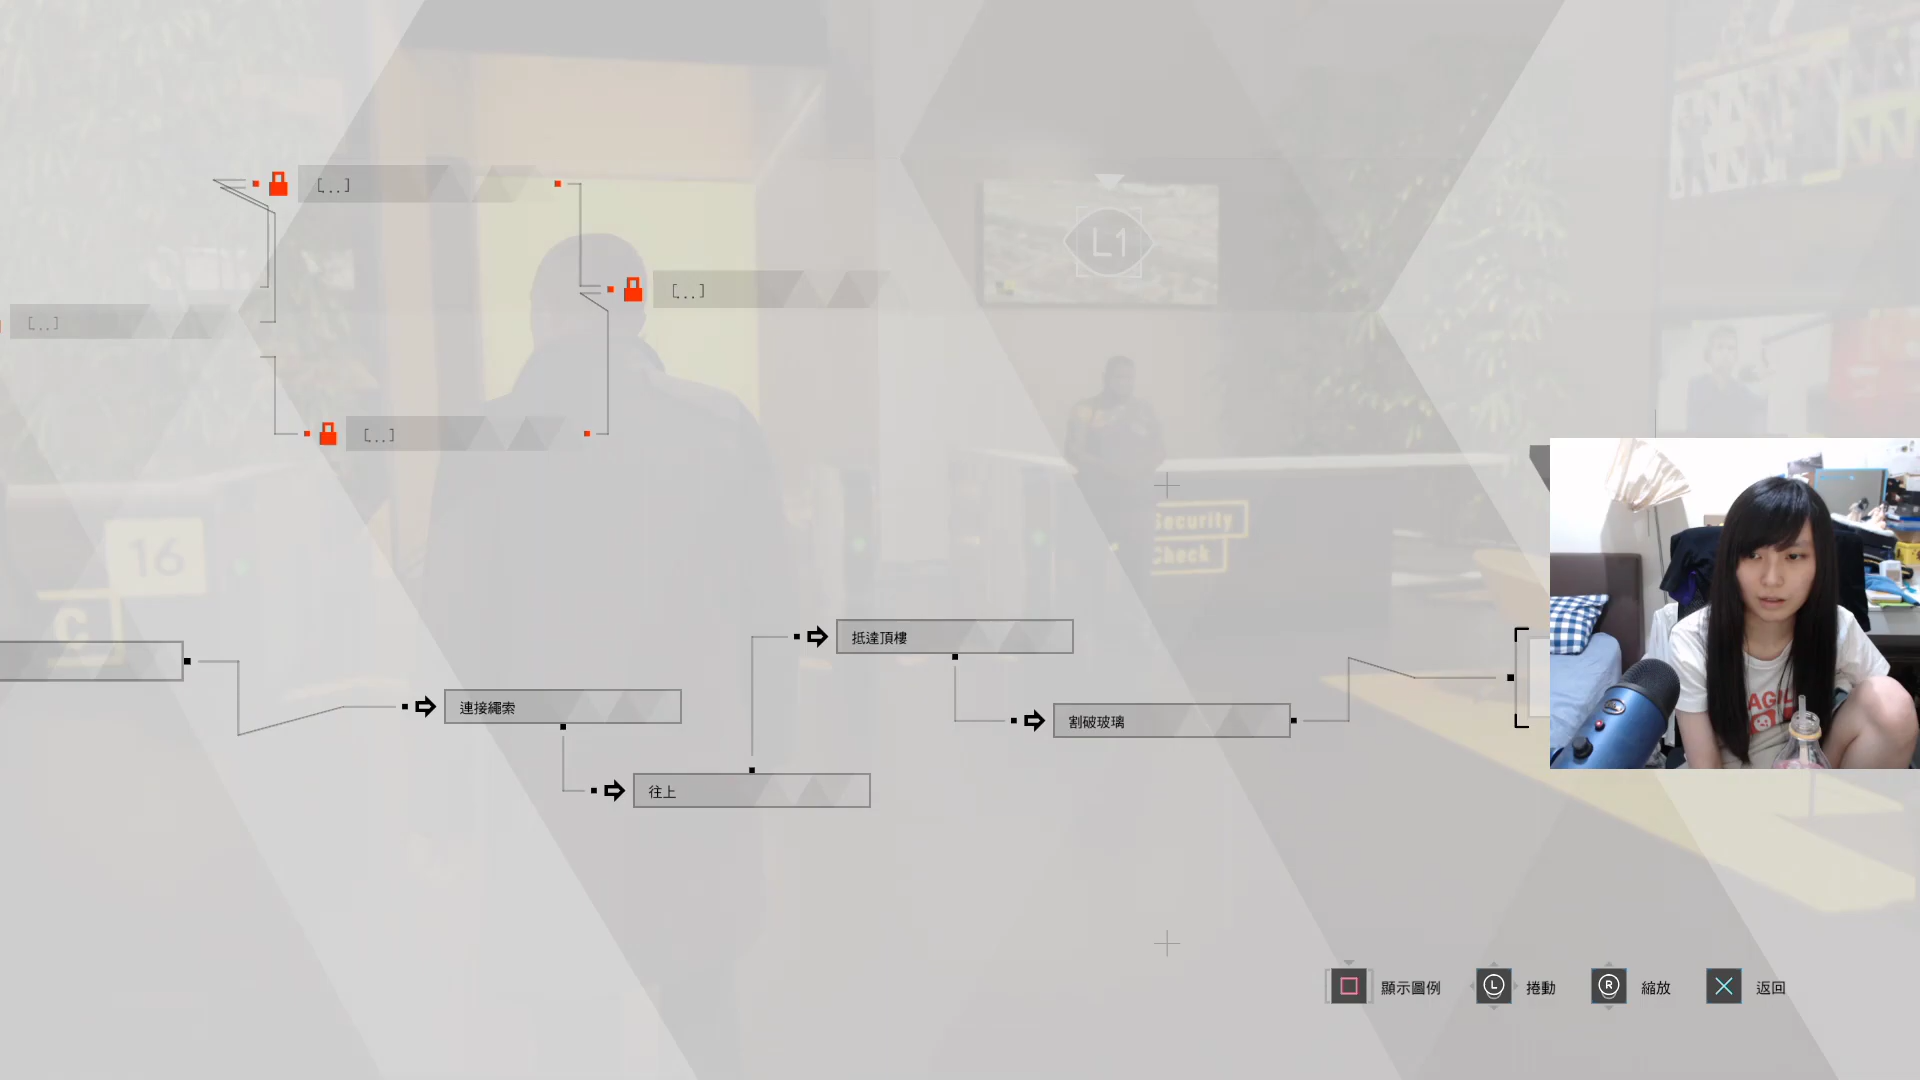 [...]
L1
[...]
[...]
[...]
Security
Check
16
C
抵達頂樓
連接繩索
割破玻璃
往上
顯示圖例
L
捲動
R
縮放
返回